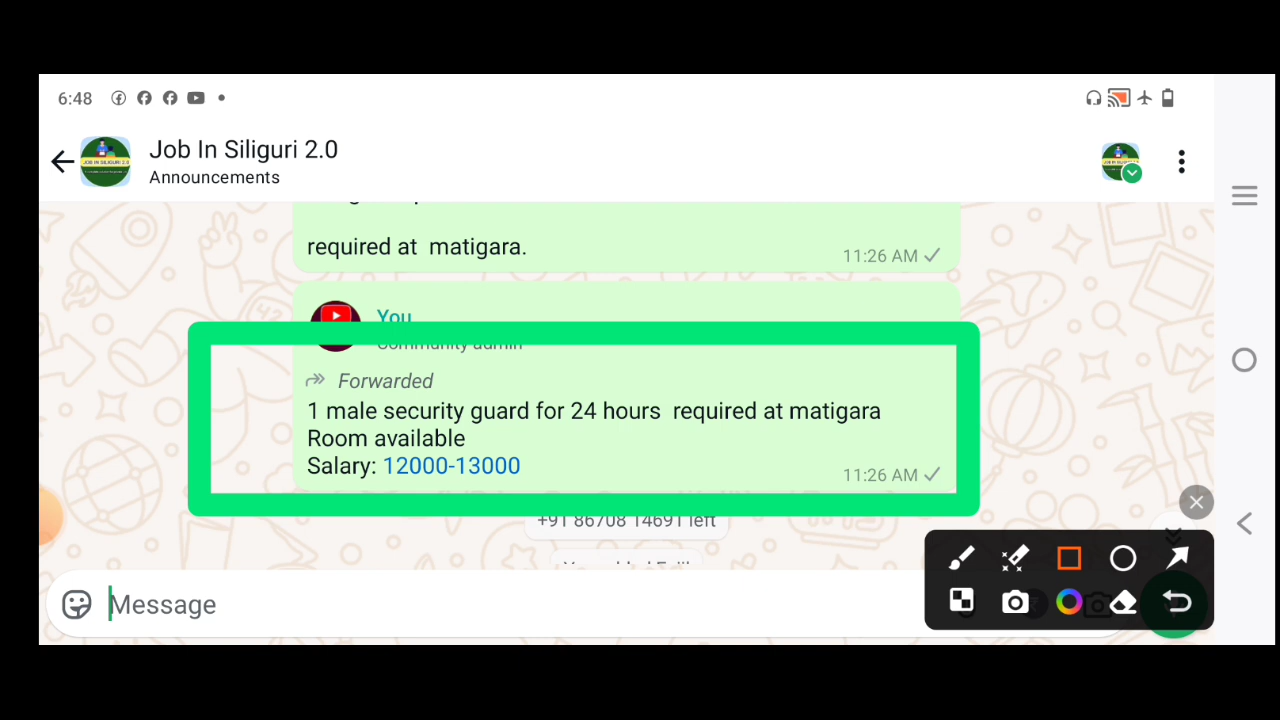 6:48
Job In Siliguri 2.0
Announcements
required at matigara.
11:26 AM
You
Community admin
Forwarded
1 male security guard for 24 hours required at matigara
Room available
Salary: 12000-13000
11:26 AM
+91 86708 14691 left
Message